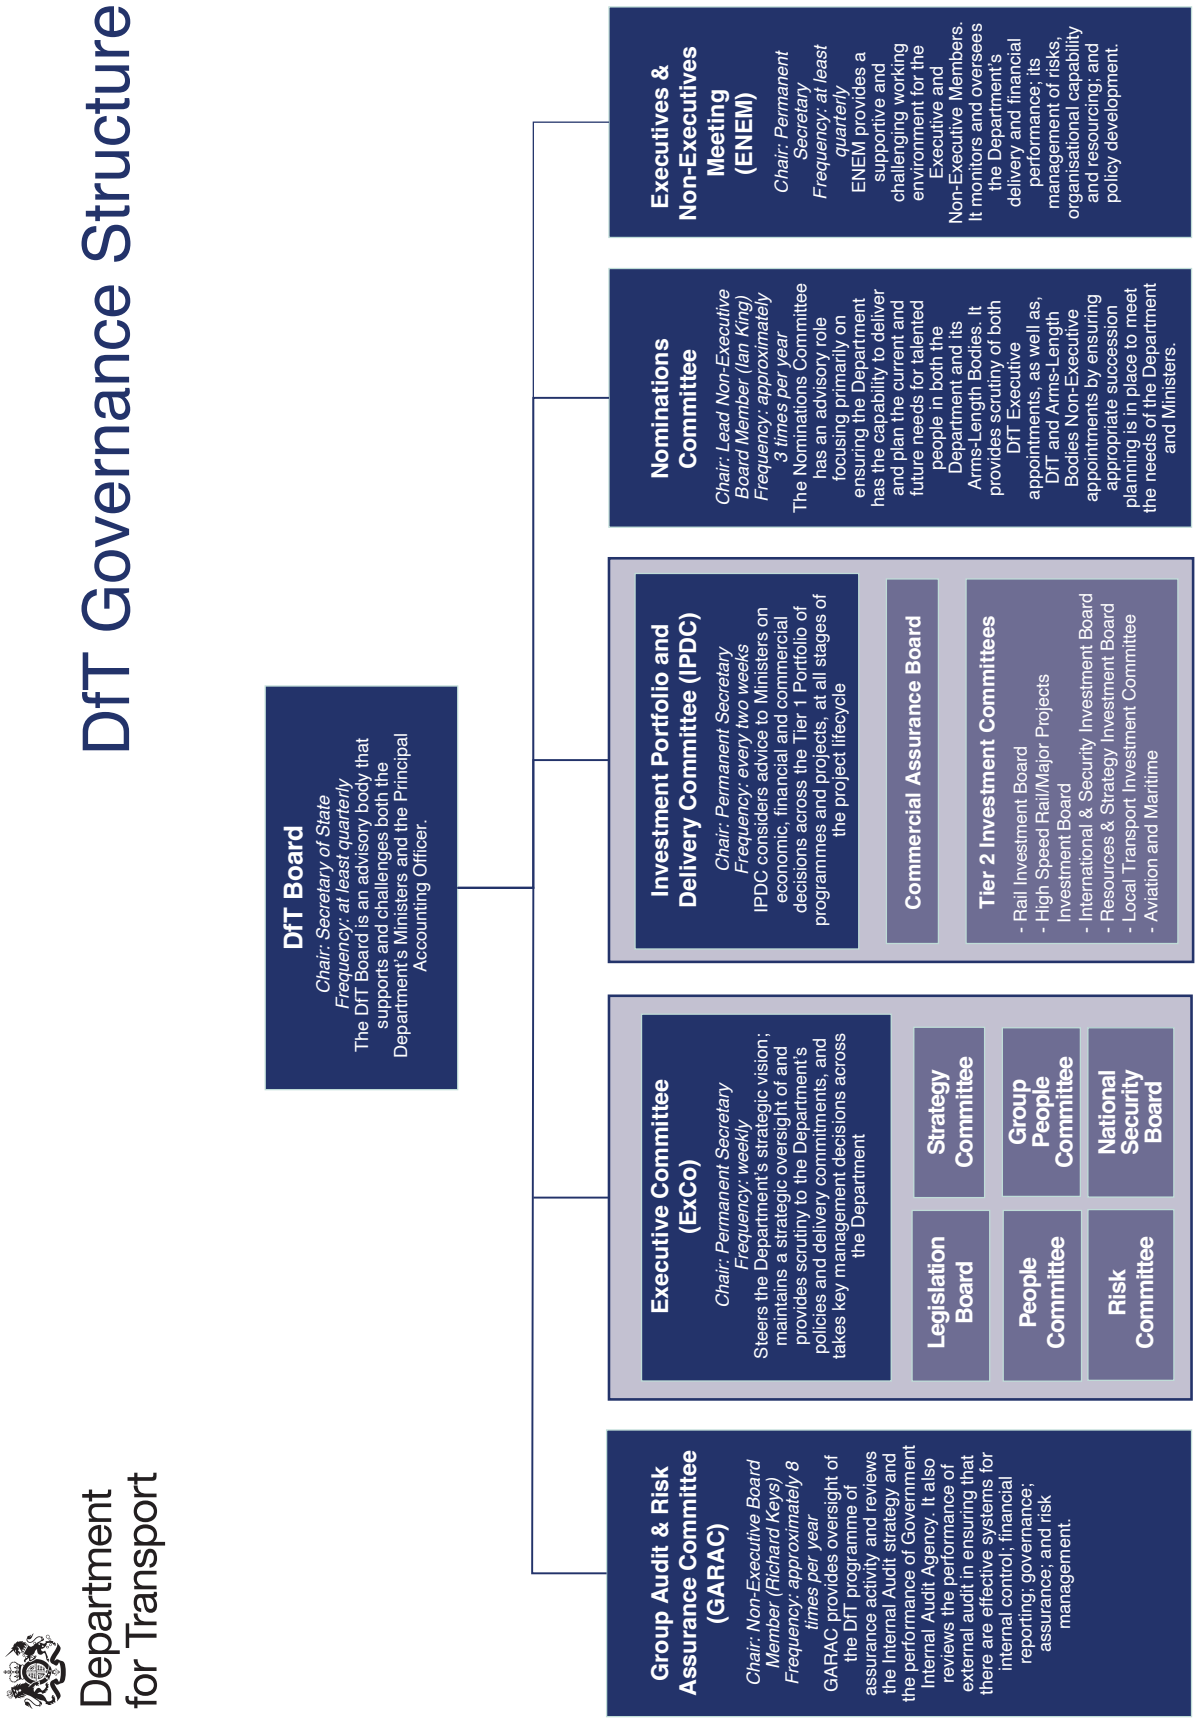 Department
for Transport
DfT Governance Structure
DfT Board
Chair: Secretary of State
Frequency: at least quarterly
The DfT Board is an advisory body that
supports and challenges both the
Department's Ministers and the Principal
Accounting Officer.
Group Audit & Risk
Assurance Committee
(GARAC)
Chair: Non-Executive Board
Member (Richard Keys)
Frequency: approximately 8
times per year
GARAC provides oversight of
the DfT programme of
assurance activity and reviews
the Internal Audit strategy and
the performance of Government
Internal Audit Agency. It also
reviews the performance of
external audit in ensuring that
there are effective systems for
internal control; financial
reporting; governance;
assurance; and risk
management.
Executive Committee
(ExCo)
Chair: Permanent Secretary
Frequency: weekly
Steers the Department's strategic vision;
maintains a strategic oversight of and
provides scrutiny to the Department's
policies and delivery commitments, and
takes key management decisions across
the Department
Legislation
Board
Strategy
Committee
People
Committee
Group
People
Committee
Risk
Committee
National
Security
Board
Investment Portfolio and
Delivery Committee (IPDC)
Chair: Permanent Secretary
Frequency: every two weeks
IPDC considers advice to Ministers on
economic, financial and commercial
decisions across the Tier 1 Portfolio of
programmes and projects, at all stages of
the project lifecycle
Commercial Assurance Board
Tier 2 Investment Committees
- Rail Investment Board
- High Speed Rail/Major Projects
Investment Board
- International & Security Investment Board
- Resources & Strategy Investment Board
- Local Transport Investment Committee
- Aviation and Maritime
Nominations
Committee
Chair: Lead Non-Executive
Board Member (Ian King)
Frequency: approximately
3 times per year
The Nominations Committee
has an advisory role
focusing primarily on
ensuring the Department
has the capability to deliver
and plan the current and
future needs for talented
people in both the
Department and its
Arms-Length Bodies. It
provides scrutiny of both
DfT Executive
appointments, as well as,
DfT and Arms-Length
Bodies Non-Executive
appointments by ensuring
appropriate succession
planning is in place to meet
the needs of the Department
and Ministers.
Executives &
Non-Executives
Meeting
(ENEM)
Chair: Permanent
Secretary
Frequency: at least
quarterly
ENEM provides a
supportive and
challenging working
environment for the
Executive and
Non-Executive Members.
It monitors and oversees
the Department's
delivery and financial
performance; its
management of risks,
organisational capability
and resourcing; and
policy development.